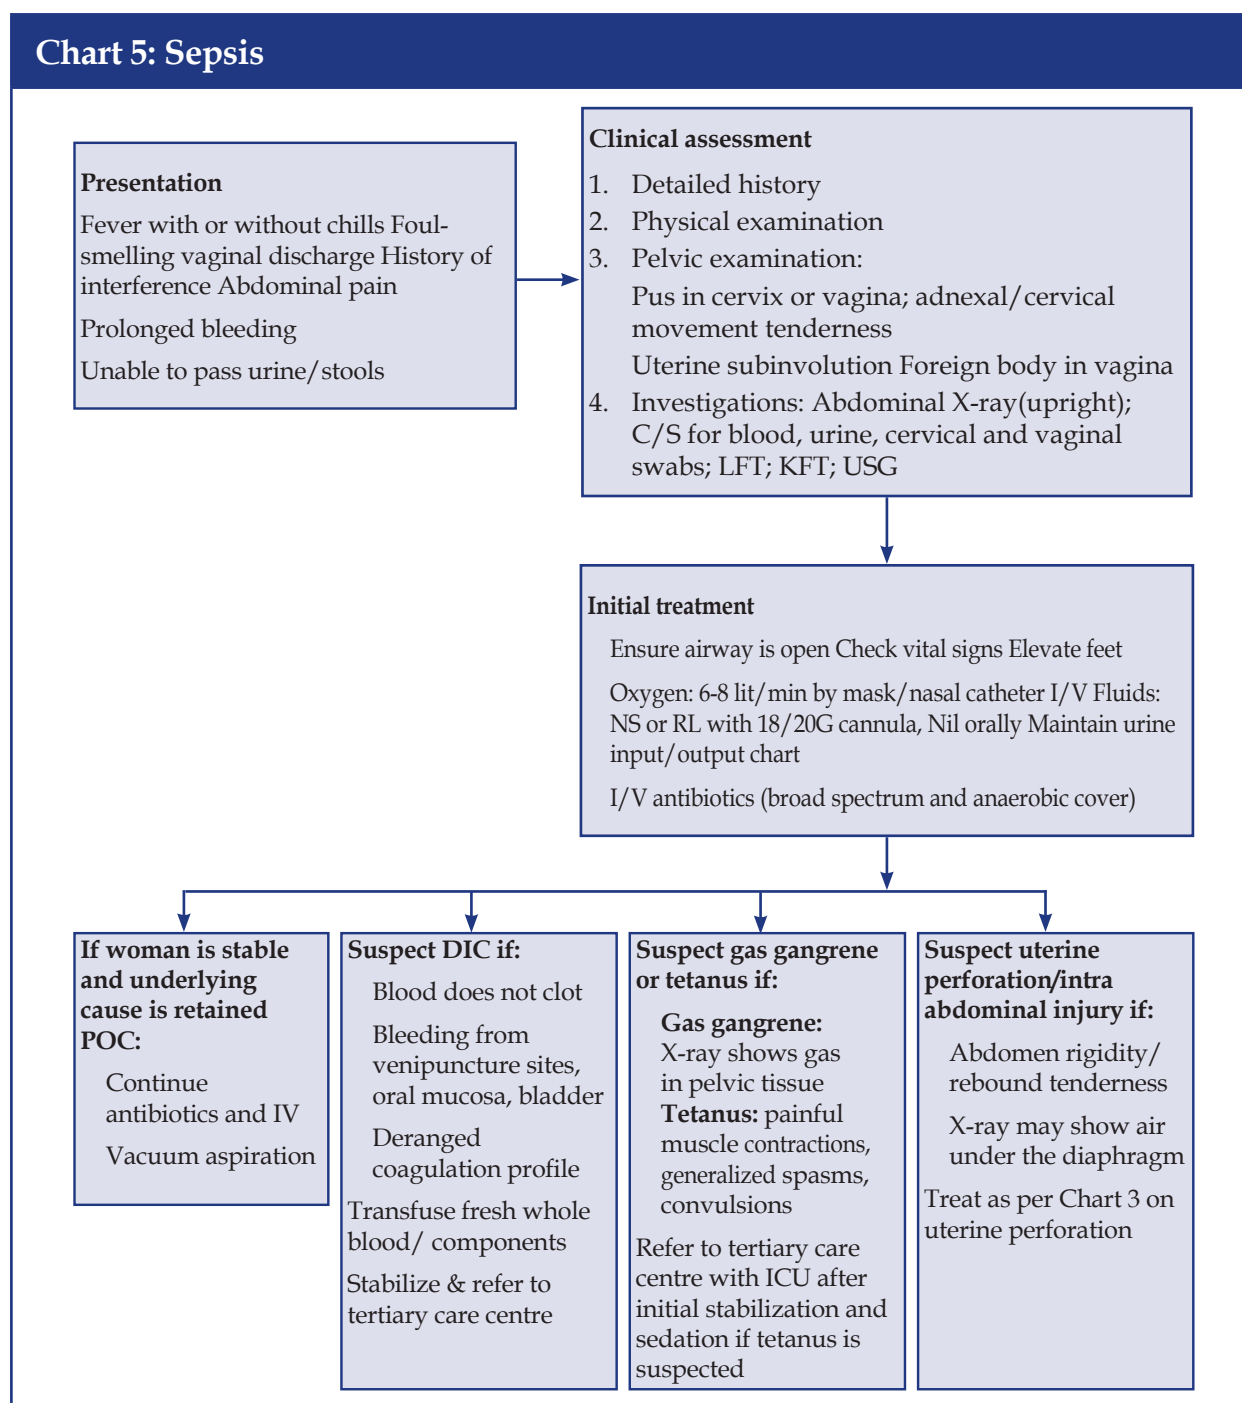 Chart 5: Sepsis
Presentation
Fever with or without chills Foul-
smelling vaginal discharge History of
interference Abdominal pain
Prolonged bleeding
Unable to pass urine/stools
Clinical assessment
1. Detailed history
2. Physical examination
3. Pelvic examination:
Pus in cervix or vagina; adnexal/cervical
movement tenderness
Uterine subinvolution Foreign body in vagina
4. Investigations: Abdominal X-ray(upright);
C/S for blood, urine, cervical and vaginal
swabs; LFT; KFT; USG
Initial treatment
Ensure airway is open Check vital signs Elevate feet
Oxygen: 6-8 lit/min by mask/nasal catheter I/V Fluids:
NS or RL with 18/20G cannula, Nil orally Maintain urine
input/output chart
I/V antibiotics (broad spectrum and anaerobic cover)
If woman is stable
and underlying
cause is retained
POC:
Continue
antibiotics and IV
Vacuum aspiration
Suspect DIC if:
Blood does not clot
Bleeding from
venipuncture sites,
oral mucosa, bladder
Deranged
coagulation profile
Transfuse fresh whole
blood/ components
Stabilize & refer to
tertiary care centre
Suspect gas gangrene
or tetanus if:
Gas gangrene:
X-ray shows gas
in pelvic tissue
Tetanus: painful
muscle contractions,
generalized spasms,
convulsions
Refer to tertiary care
centre with ICU after
initial stabilization and
sedation if tetanus is
suspected
Suspect uterine
perforation/intra
abdominal injury if:
Abdomen rigidity/
rebound tenderness
X-ray may show air
under the diaphragm
Treat as per Chart 3 on
uterine perforation